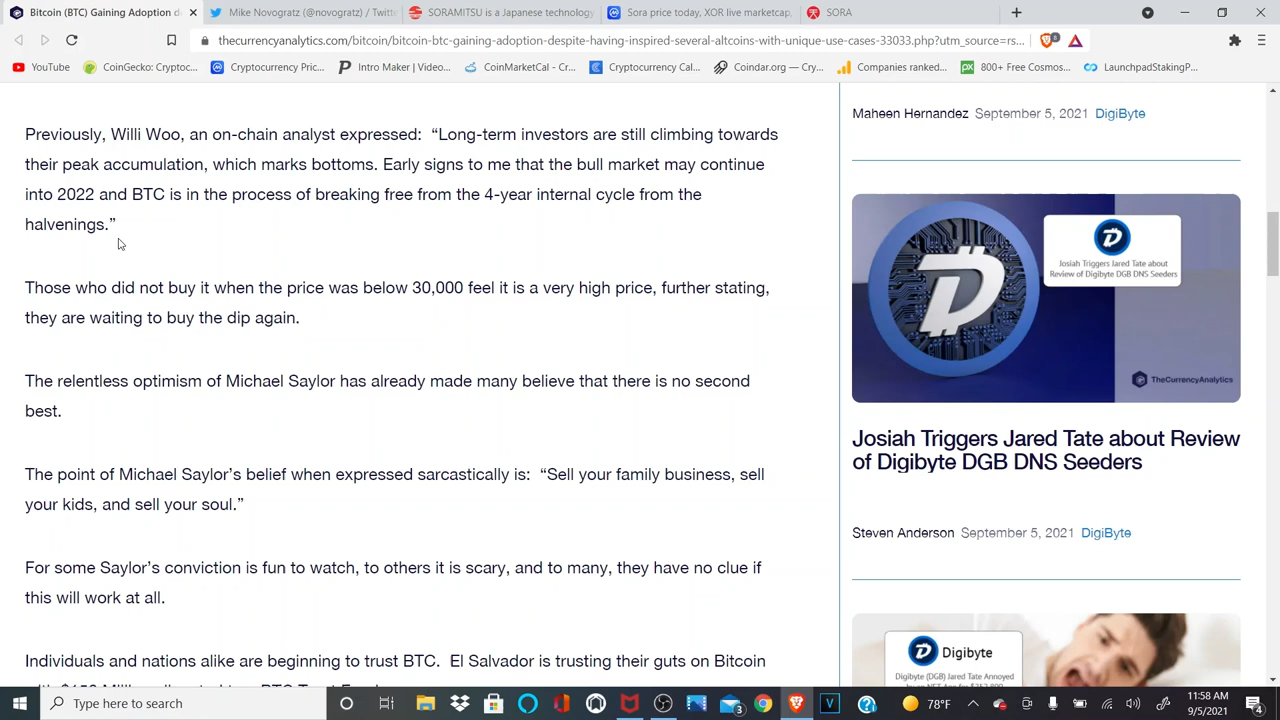 Bitcoin (BTC) Gaining Adoption d
Mike Novogratz (@novogratz) / Twitte
SORAMITSU is a Japanese technology
Sora price today, XOR live marketcap,
SORA
thecurrencyanalytics.com/bitcoin/bitcoin-btc-gaining-adoption-despite-having-inspired-several-altcoins-with-unique-use-cases-33033.php?utm_source=rs...
YouTube
CoinGecko: Cryptoc...
Cryptocurrency Pric...
Intro Maker | Video...
CoinMarketCal - Cr...
Cryptocurrency Cal...
Coindar.org — Cry...
Companies ranked...
800+ Free Cosmos...
LaunchpadStakingP...
Previously, Willi Woo, an on-chain analyst expressed: “Long-term investors are still climbing towards
their peak accumulation, which marks bottoms. Early signs to me that the bull market may continue
into 2022 and BTC is in the process of breaking free from the 4-year internal cycle from the
halvenings.”
Those who did not buy it when the price was below 30,000 feel it is a very high price, further stating,
they are waiting to buy the dip again.
The relentless optimism of Michael Saylor has already made many believe that there is no second
best.
The point of Michael Saylor’s belief when expressed sarcastically is: “Sell your family business, sell
your kids, and sell your soul.”
For some Saylor’s conviction is fun to watch, to others it is scary, and to many, they have no clue if
this will work at all.
Individuals and nations alike are beginning to trust BTC. El Salvador is trusting their guts on Bitcoin
Maheen Hernandez September 5, 2021 DigiByte
Josiah Triggers Jared Tate about
Review of Digibyte DGB DNS Seeders
TheCurrencyAnalytics
Josiah Triggers Jared Tate about Review
of Digibyte DGB DNS Seeders
Steven Anderson September 5, 2021 DigiByte
Digibyte
Digibyte (DGB) Jared Tate Annoyed
Type here to search
3
78°F
11:58 AM
9/5/2021
4